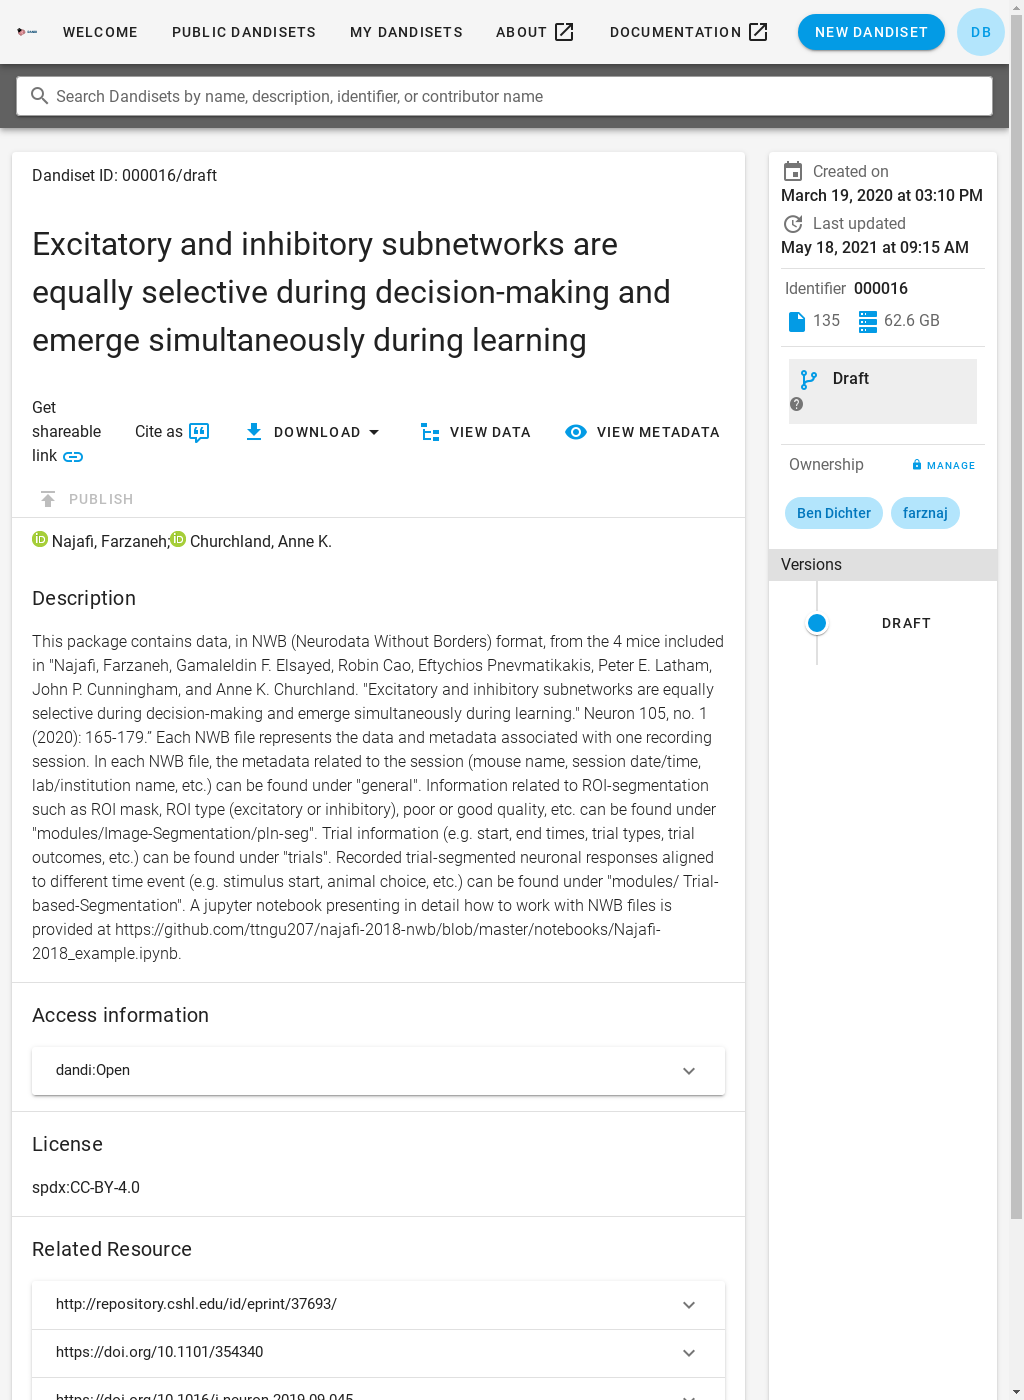 WELCOME PUBLIC DANDISETS MY DANDISETS ABOUT DOCUMENTATION NEW DANDISET DB
Search Dandisets by name, description, identifier, or contributor name
Dandiset ID: 000016/draft
Excitatory and inhibitory subnetworks are
equally selective during decision-making and
emerge simultaneously during learning
Get
shareable
link
Cite as
DOWNLOAD
VIEW DATA
VIEW METADATA
PUBLISH
Najafi, Farzaneh; Churchland, Anne K.
Description
This package contains data, in NWB (Neurodata Without Borders) format, from the 4 mice included
in "Najafi, Farzaneh, Gamaleldin F. Elsayed, Robin Cao, Eftychios Pnevmatikakis, Peter E. Latham,
John P. Cunningham, and Anne K. Churchland. "Excitatory and inhibitory subnetworks are equally
selective during decision-making and emerge simultaneously during learning." Neuron 105, no. 1
(2020): 165-179.” Each NWB file represents the data and metadata associated with one recording
session. In each NWB file, the metadata related to the session (mouse name, session date/time,
lab/institution name, etc.) can be found under "general". Information related to ROI-segmentation
such as ROI mask, ROI type (excitatory or inhibitory), poor or good quality, etc. can be found under
"modules/Image-Segmentation/pln-seg". Trial information (e.g. start, end times, trial types, trial
outcomes, etc.) can be found under "trials". Recorded trial-segmented neuronal responses aligned
to different time event (e.g. stimulus start, animal choice, etc.) can be found under "modules/ Trial-
based-Segmentation". A jupyter notebook presenting in detail how to work with NWB files is
provided at https://github.com/ttngu207/najafi-2018-nwb/blob/master/notebooks/Najafi-
2018_example.ipynb.
Access information
dandi:Open
License
spdx:CC-BY-4.0
Related Resource
http://repository.cshl.edu/id/eprint/37693/
https://doi.org/10.1101/354340
https://doi.org/10.1016/j.neuron.2019.09.045
Created on
March 19, 2020 at 03:10 PM
Last updated
May 18, 2021 at 09:15 AM
Identifier 000016
135 62.6 GB
Draft
Ownership MANAGE
Ben Dichter farznaj
Versions
DRAFT